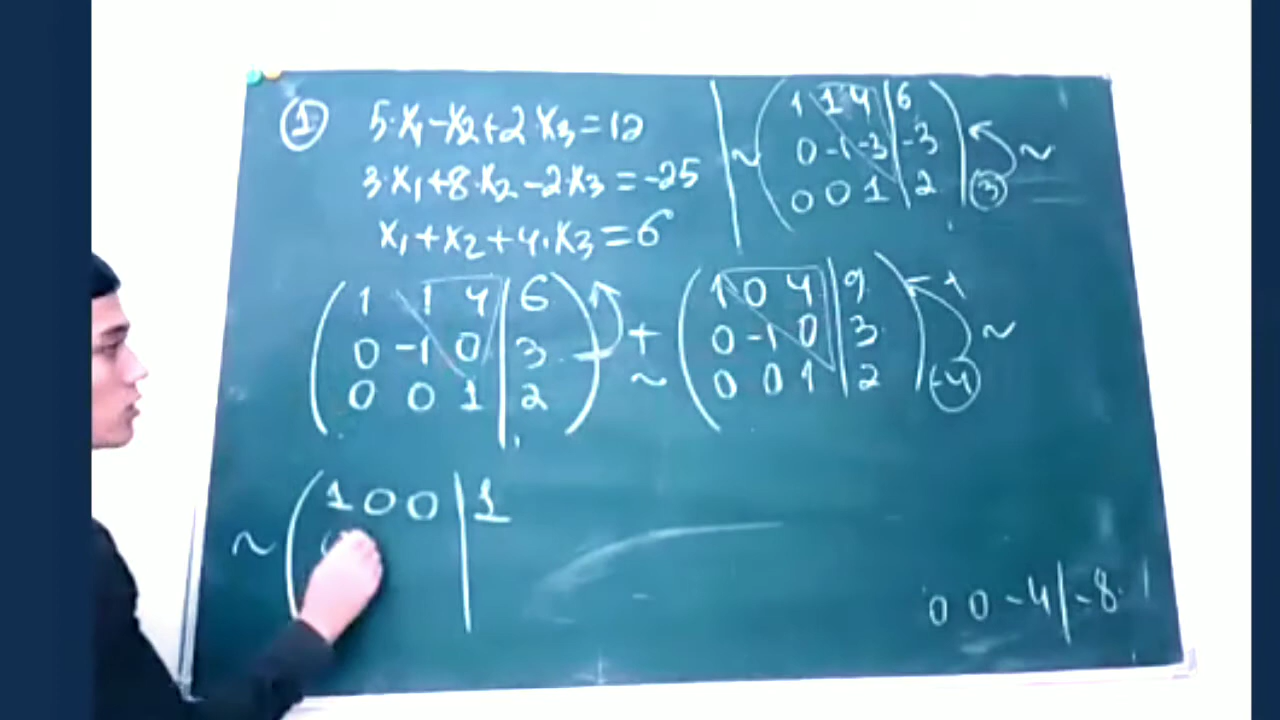 ① 5·x₁-x₂+2·x₃=12
3·x₁+8·x₂-2·x₃=-25
x₁+x₂+4·x₃=6
~ 1 1 4 | 6
0 -1 -3 | -3
0 0 1 | 2 ③ ~
1 1 4 | 6
0 -1 0 | 3 +
0 0 1 | 2 ~
1 0 4 | 9
0 -1 0 | 3 ~
0 0 1 | 2 (-4)
~ 1 0 0 | 1
0 0 -4 | -8